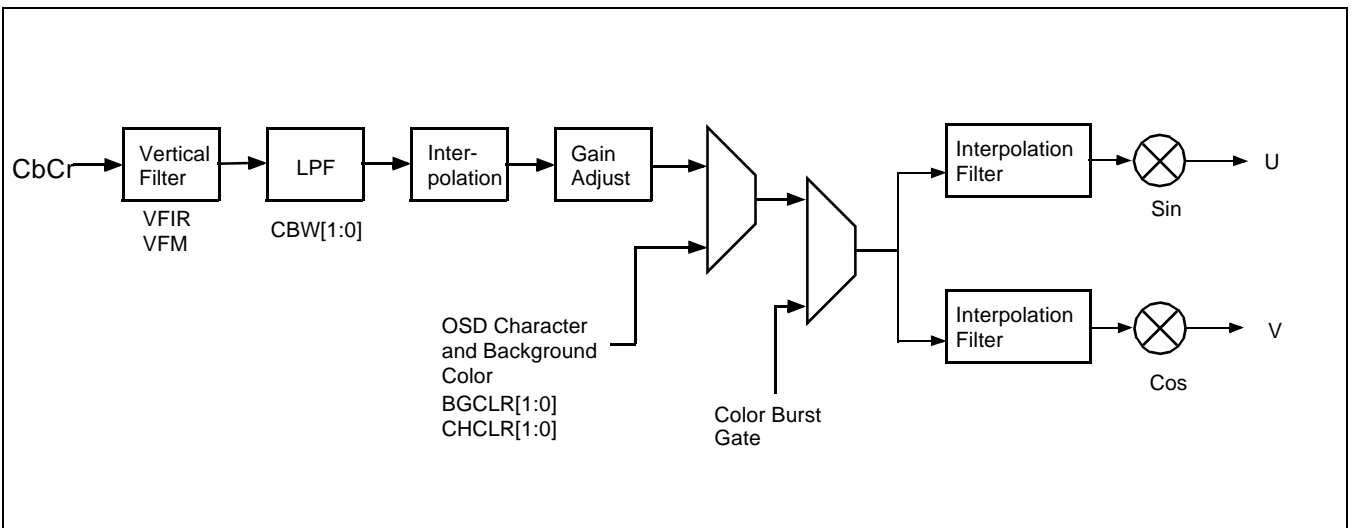 CbCr
Vertical
Filter
VFIR
VFM
LPF
CBW[1:0]
Inter-
polation
Gain
Adjust
OSD Character
and Background
Color
BGCLR[1:0]
CHCLR[1:0]
Color Burst
Gate
Interpolation
Filter
Sin
U
Interpolation
Filter
Cos
V